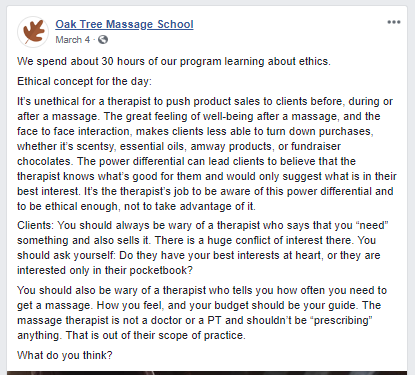 Oak Tree Massage School
March 4 ·
We spend about 30 hours of our program learning about ethics.
Ethical concept for the day:
It's unethical for a therapist to push product sales to clients before, during or
after a massage. The great feeling of well-being after a massage, and the
face to face interaction, makes clients less able to turn down purchases,
whether it's scentsy, essential oils, amway products, or fundraiser
chocolates. The power differential can lead clients to believe that the
therapist knows what's good for them and would only suggest what is in their
best interest. It's the therapist's job to be aware of this power differential and
to be ethical enough, not to take advantage of it.
Clients: You should always be wary of a therapist who says that you “need”
something and also sells it. There is a huge conflict of interest there. You
should ask yourself: Do they have your best interests at heart, or they are
interested only in their pocketbook?
You should also be wary of a therapist who tells you how often you need to
get a massage. How you feel, and your budget should be your guide. The
massage therapist is not a doctor or a PT and shouldn't be “prescribing”
anything. That is out of their scope of practice.
What do you think?